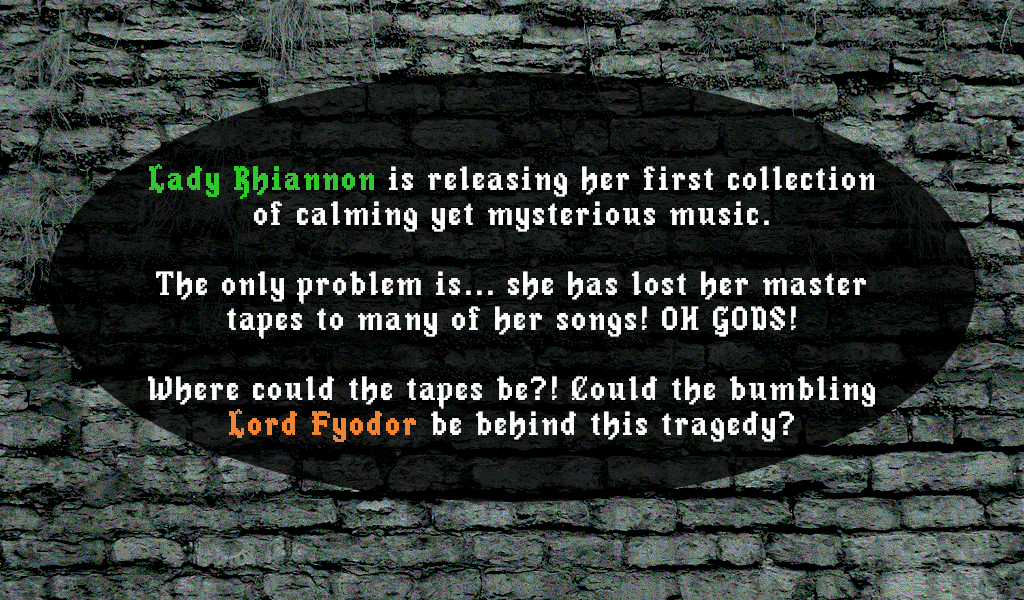 Lady Rhiannon is releasing her first collection
of calming yet mysterious music.
The only problem is... she has lost her master
tapes to many of her songs! OH GODS!
Where could the tapes be?! Could the bumbling
Lord Fyodor be behind this tragedy?